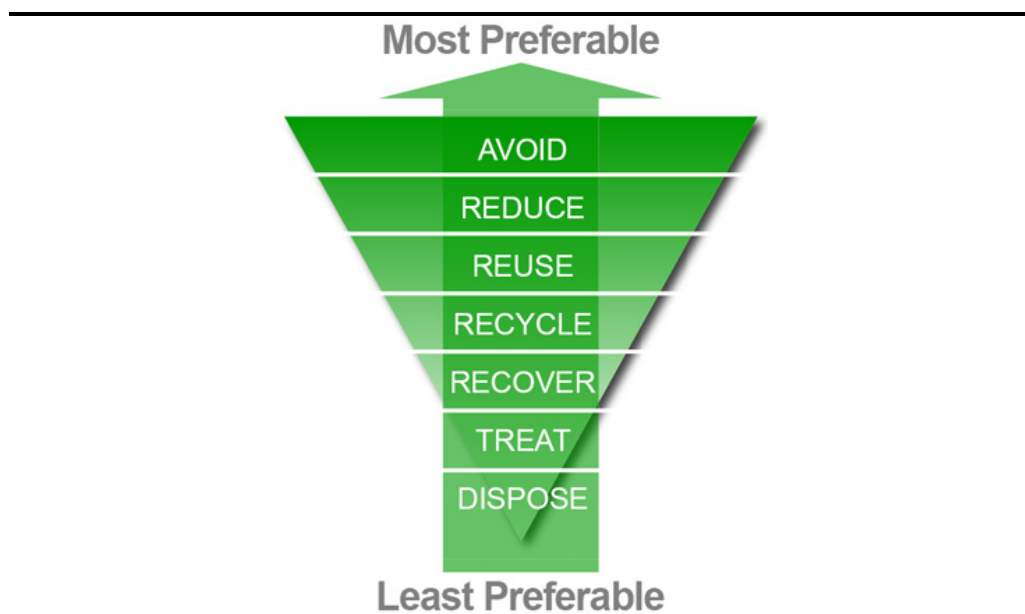 Most Preferable
AVOID
REDUCE
REUSE
RECYCLE
RECOVER
TREAT
DISPOSE
Least Preferable